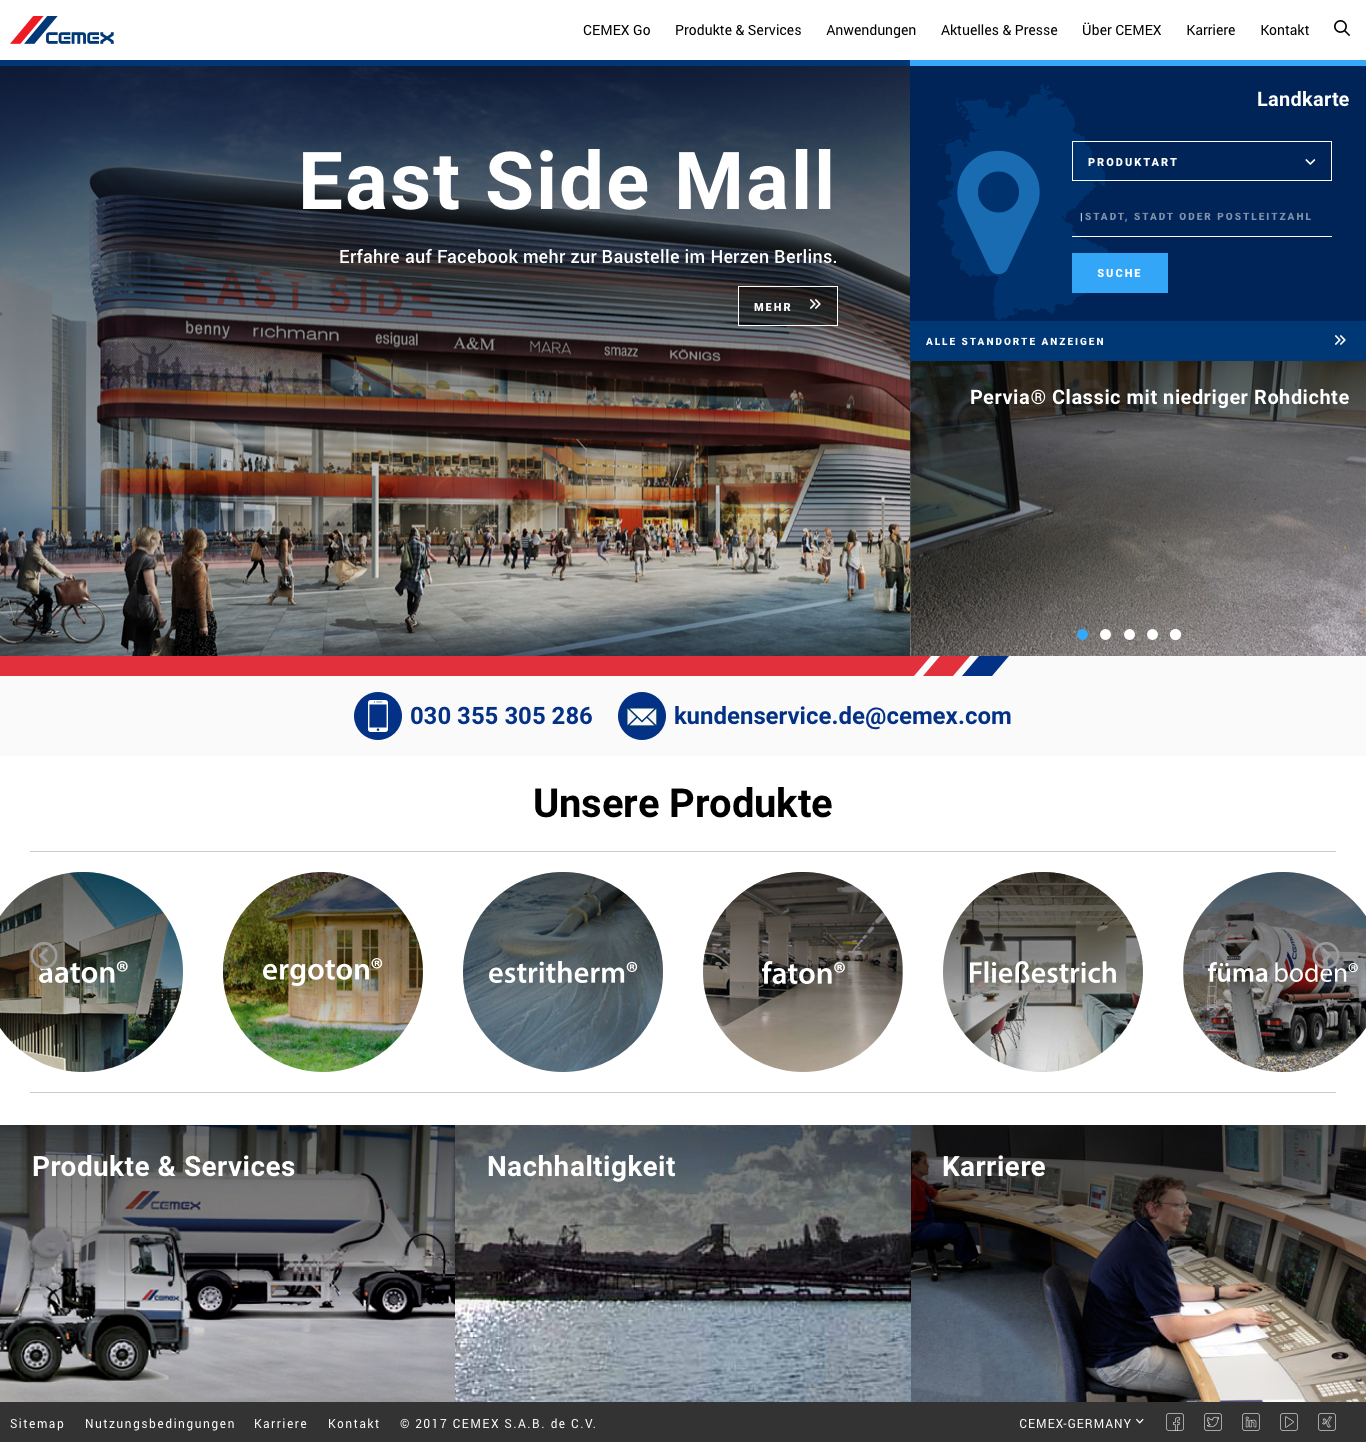 CEMEX
CEMEX Go Produkte & Services Anwendungen Aktuelles & Presse Über CEMEX Karriere Kontakt
East Side Mall
Erfahre auf Facebook mehr zur Baustelle im Herzen Berlins.
MEHR
EAST SIDE
benny richmann esigual A&M MARA smazz KÖNIGS
Landkarte
PRODUKTART
STADT, STADT ODER POSTLEITZAHL
SUCHE
ALLE STANDORTE ANZEIGEN
Pervia® Classic mit niedriger Rohdichte
030 355 305 286 kundenservice.de@cemex.com
Unsere Produkte
aaton® ergoton® estritherm® faton® Fließestrich füma boden®
Produkte & Services
CEMEX
CEMEX
Nachhaltigkeit
Karriere
Sitemap Nutzungsbedingungen Karriere Kontakt © 2017 CEMEX S.A.B. de C.V. CEMEX-GERMANY